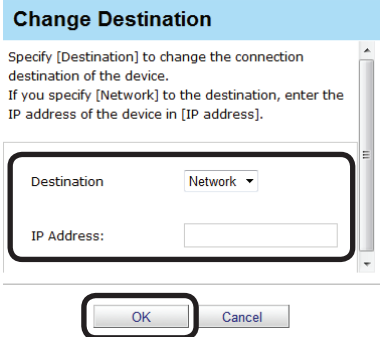 Change Destination
Specify [Destination] to change the connection
destination of the device.
If you specify [Network] to the destination, enter the
IP address of the device in [IP address].
Destination Network
IP Address:
OK Cancel